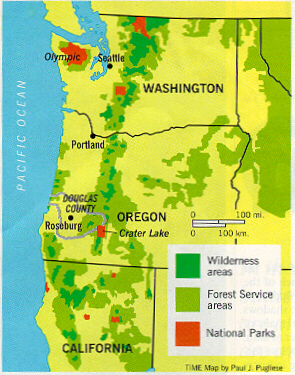 Olympic
Seattle
WASHINGTON
PACIFIC OCEAN
Portland
DOUGLAS
COUNTY
OREGON
Roseburg
Crater Lake
0 100 mi.
0 100 km.
Wilderness
areas
Forest Service
areas
National Parks
CALIFORNIA
TIME Map by Paul J. Pugliese